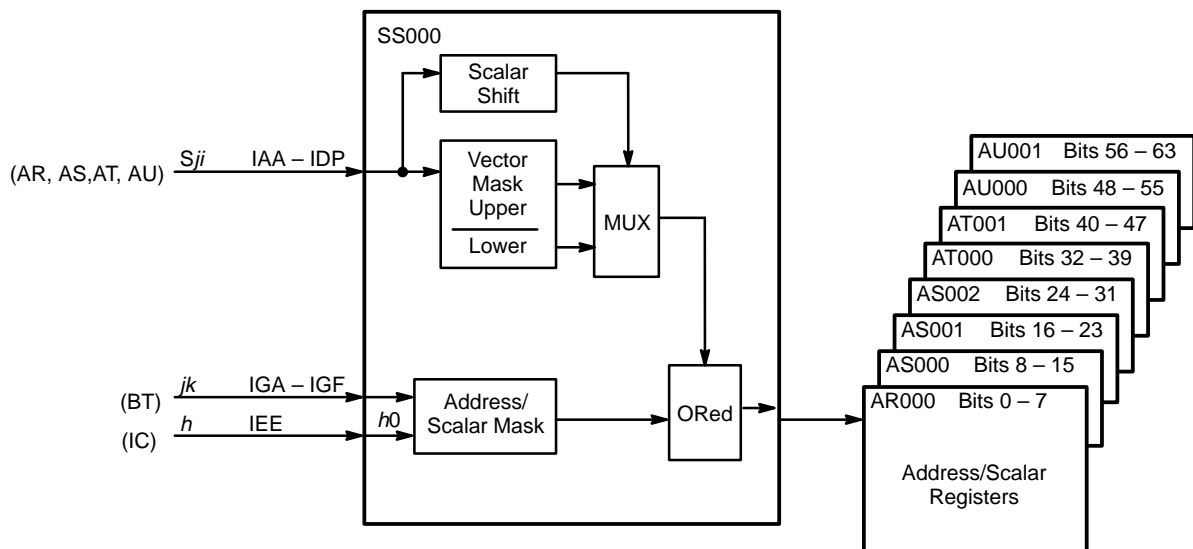 SS000
Scalar
Shift
(AR, AS,AT, AU)
Sji
IAA – IDP
Vector
Mask
Upper
Lower
MUX
(BT)
jk
IGA – IGF
(IC)
h
IEE
h0
Address/
Scalar Mask
ORed
AU001 Bits 56 – 63
AU000 Bits 48 – 55
AT001 Bits 40 – 47
AT000 Bits 32 – 39
AS002 Bits 24 – 31
AS001 Bits 16 – 23
AS000 Bits 8 – 15
AR000 Bits 0 – 7
Address/Scalar
Registers